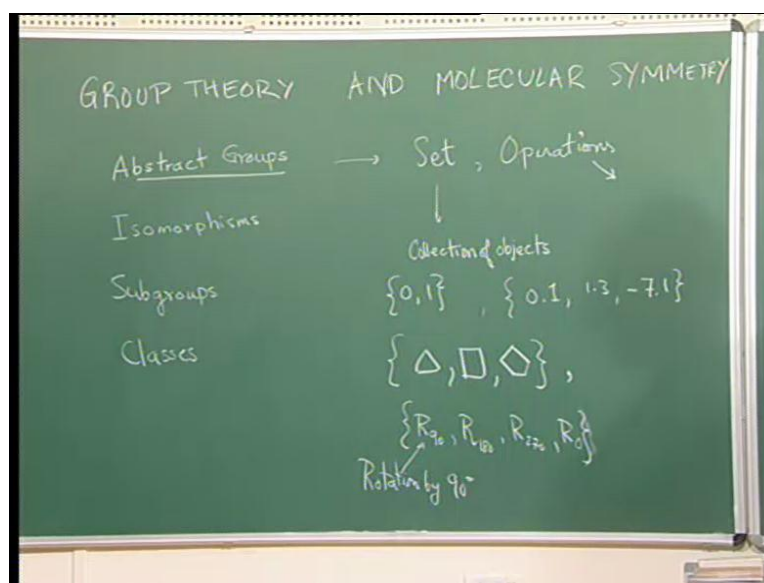 GROUP THEORY AND MOLECULAR SYMMETRY
Abstract Groups → Set, Operations
Isomorphisms
Collection of objects
Subgroups {0,1}, {0.1, 1.3, -7.1}
Classes {△, □, ⬠},
{R₉₀, R₁₈₀, R₂₇₀, R₀}
Rotation by 90°